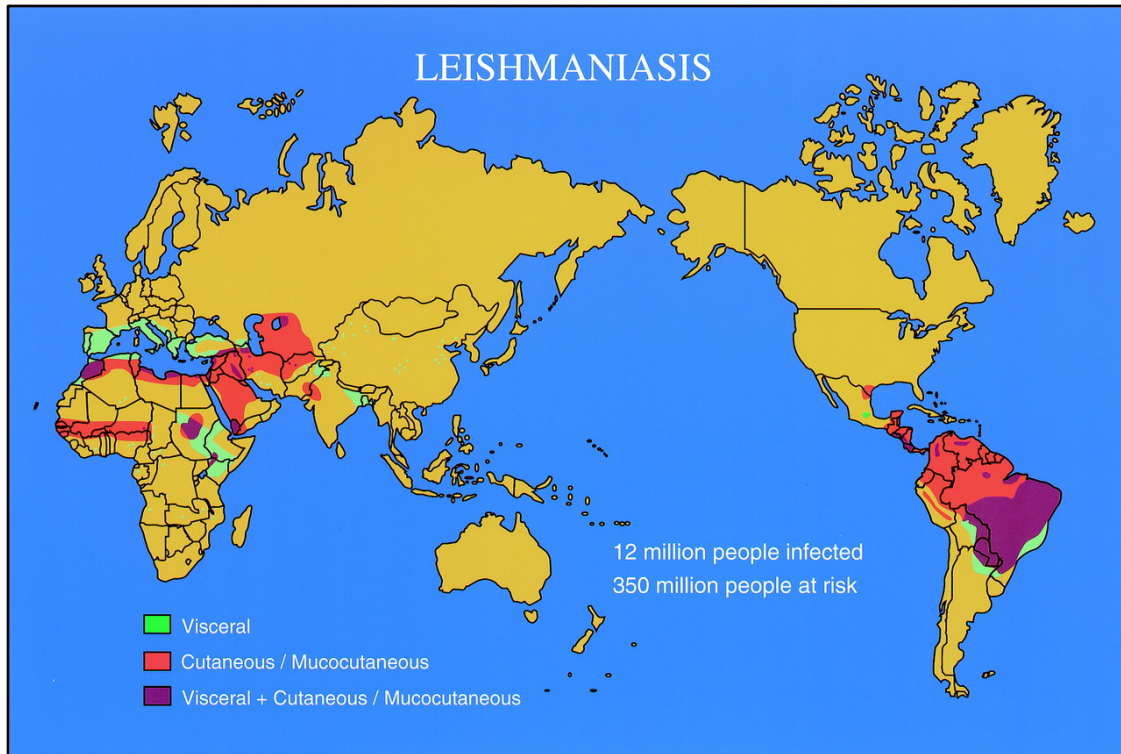 LEISHMANIASIS
12 million people infected
350 million people at risk
Visceral
Cutaneous / Mucocutaneous
Visceral + Cutaneous / Mucocutaneous